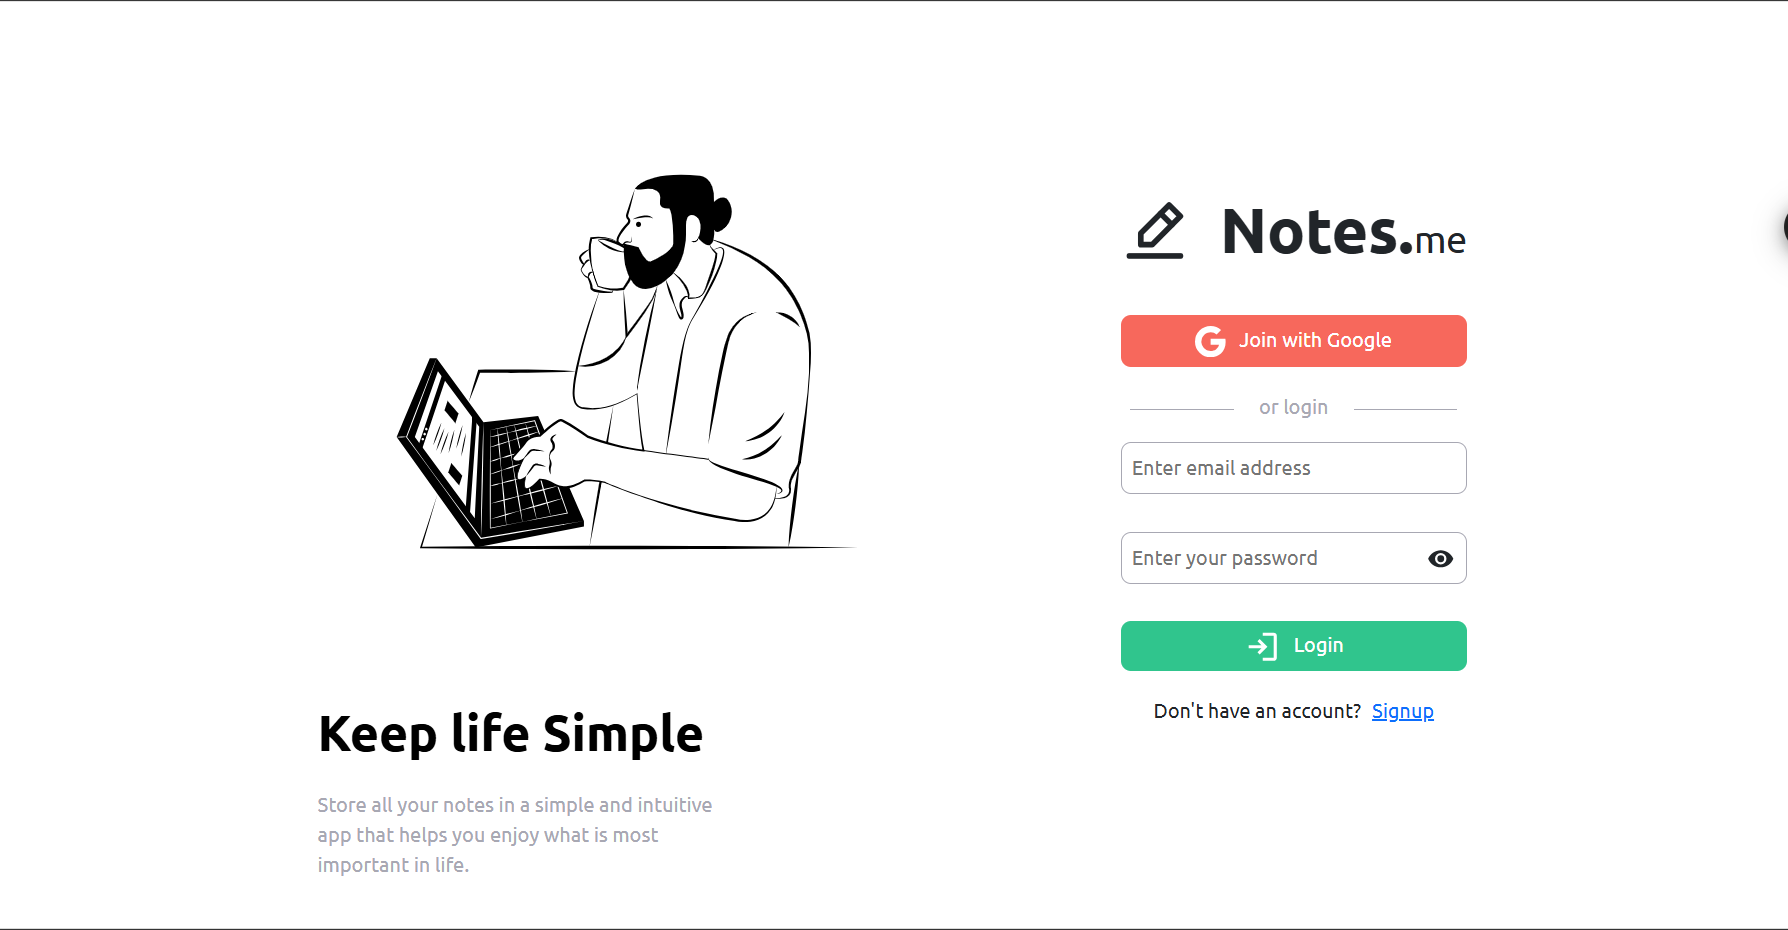 Notes.me
Join with Google
or login
Enter email address
Enter your password
Login
Don't have an account? Signup
Keep life Simple
Store all your notes in a simple and intuitive
app that helps you enjoy what is most
important in life.